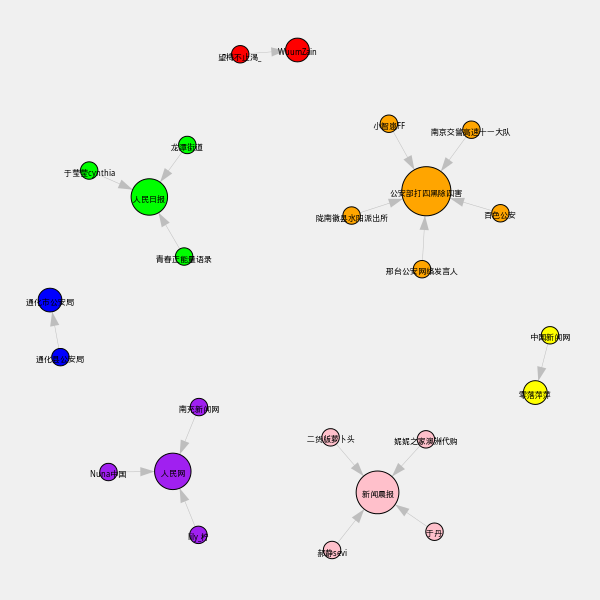 望梅不止渴_
WuumZain
小智障FF
南京交警高速十一大队
公安部打四黑除四害
陇南徽县水阳派出所
百色公安
邢台公安网络发言人
龙潭街道
于莹莹cynthia
人民日报
青春正能量语录
通化市公安局
通化县公安局
中国新闻网
零落萍萍
南充新闻网
人民网
Nuna中国
二货版萝卜头
妮妮之家澳洲代购
新闻晨报
郝静sevi
于丹